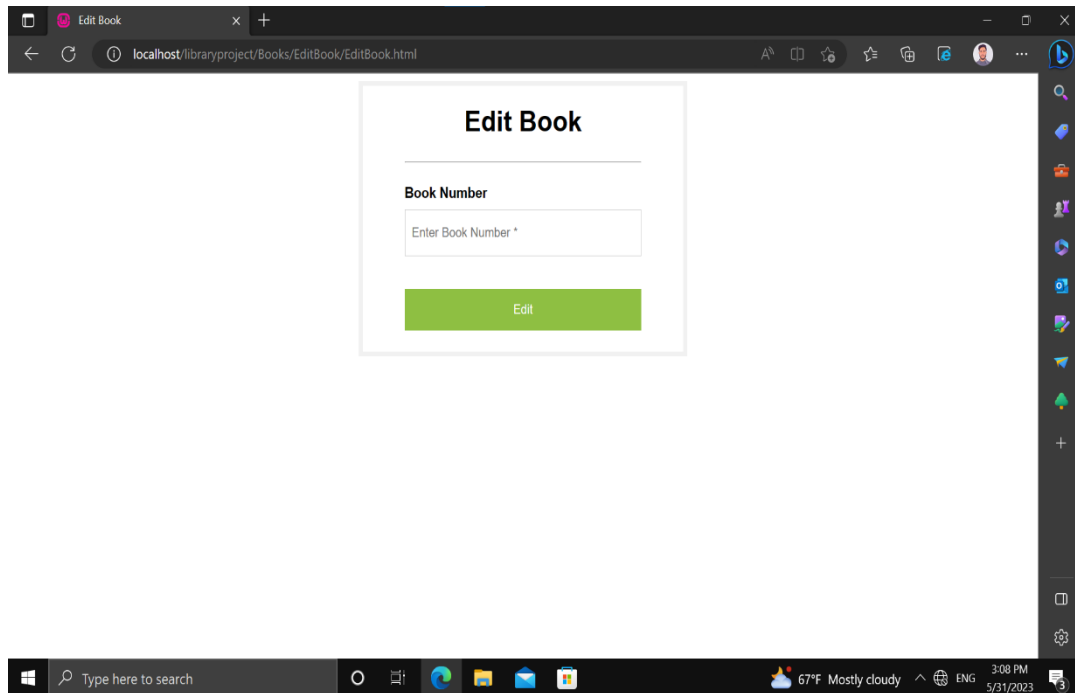 Edit Book
localhost/libraryproject/Books/EditBook/EditBook.html
Edit Book
Book Number
Enter Book Number *
Edit
Type here to search
67°F Mostly cloudy
ENG
3:08 PM
5/31/2023
3